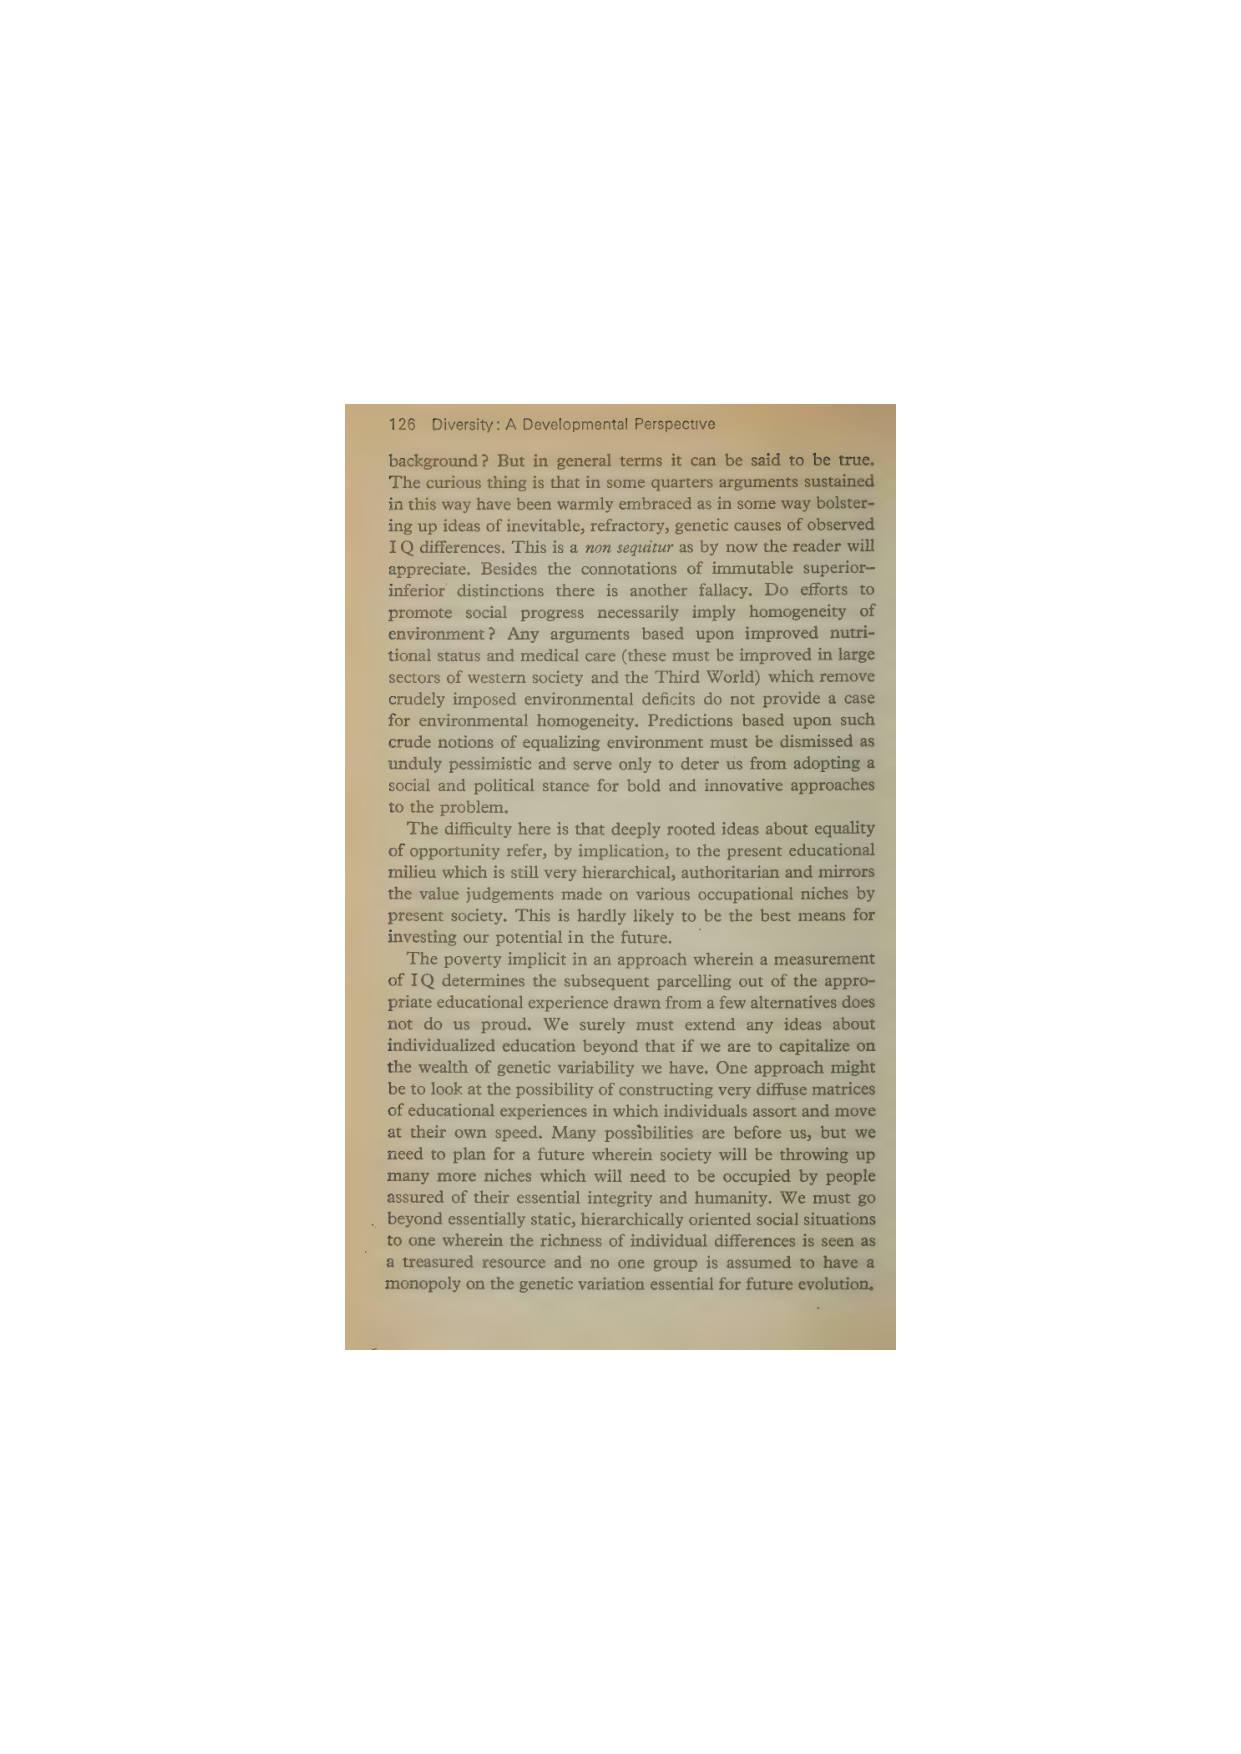 126 Diversity: A Developmental Perspective
background? But in general terms it can be said to be true.
The curious thing is that in some quarters arguments sustained
in this way have been warmly embraced as in some way bolster-
ing up ideas of inevitable, refractory, genetic causes of observed
IQ differences. This is a non sequitur as by now the reader will
appreciate. Besides the connotations of immutable superior–
inferior distinctions there is another fallacy. Do efforts to
promote social progress necessarily imply homogeneity of
environment? Any arguments based upon improved nutri-
tional status and medical care (these must be improved in large
sectors of western society and the Third World) which remove
crudely imposed environmental deficits do not provide a case
for environmental homogeneity. Predictions based upon such
crude notions of equalizing environment must be dismissed as
unduly pessimistic and serve only to deter us from adopting a
social and political stance for bold and innovative approaches
to the problem.
The difficulty here is that deeply rooted ideas about equality
of opportunity refer, by implication, to the present educational
milieu which is still very hierarchical, authoritarian and mirrors
the value judgements made on various occupational niches by
present society. This is hardly likely to be the best means for
investing our potential in the future.
The poverty implicit in an approach wherein a measurement
of IQ determines the subsequent parcelling out of the appro-
priate educational experience drawn from a few alternatives does
not do us proud. We surely must extend any ideas about
individualized education beyond that if we are to capitalize on
the wealth of genetic variability we have. One approach might
be to look at the possibility of constructing very diffuse matrices
of educational experiences in which individuals assort and move
at their own speed. Many possibilities are before us, but we
need to plan for a future wherein society will be throwing up
many more niches which will need to be occupied by people
assured of their essential integrity and humanity. We must go
beyond essentially static, hierarchically oriented social situations
to one wherein the richness of individual differences is seen as
a treasured resource and no one group is assumed to have a
monopoly on the genetic variation essential for future evolution.